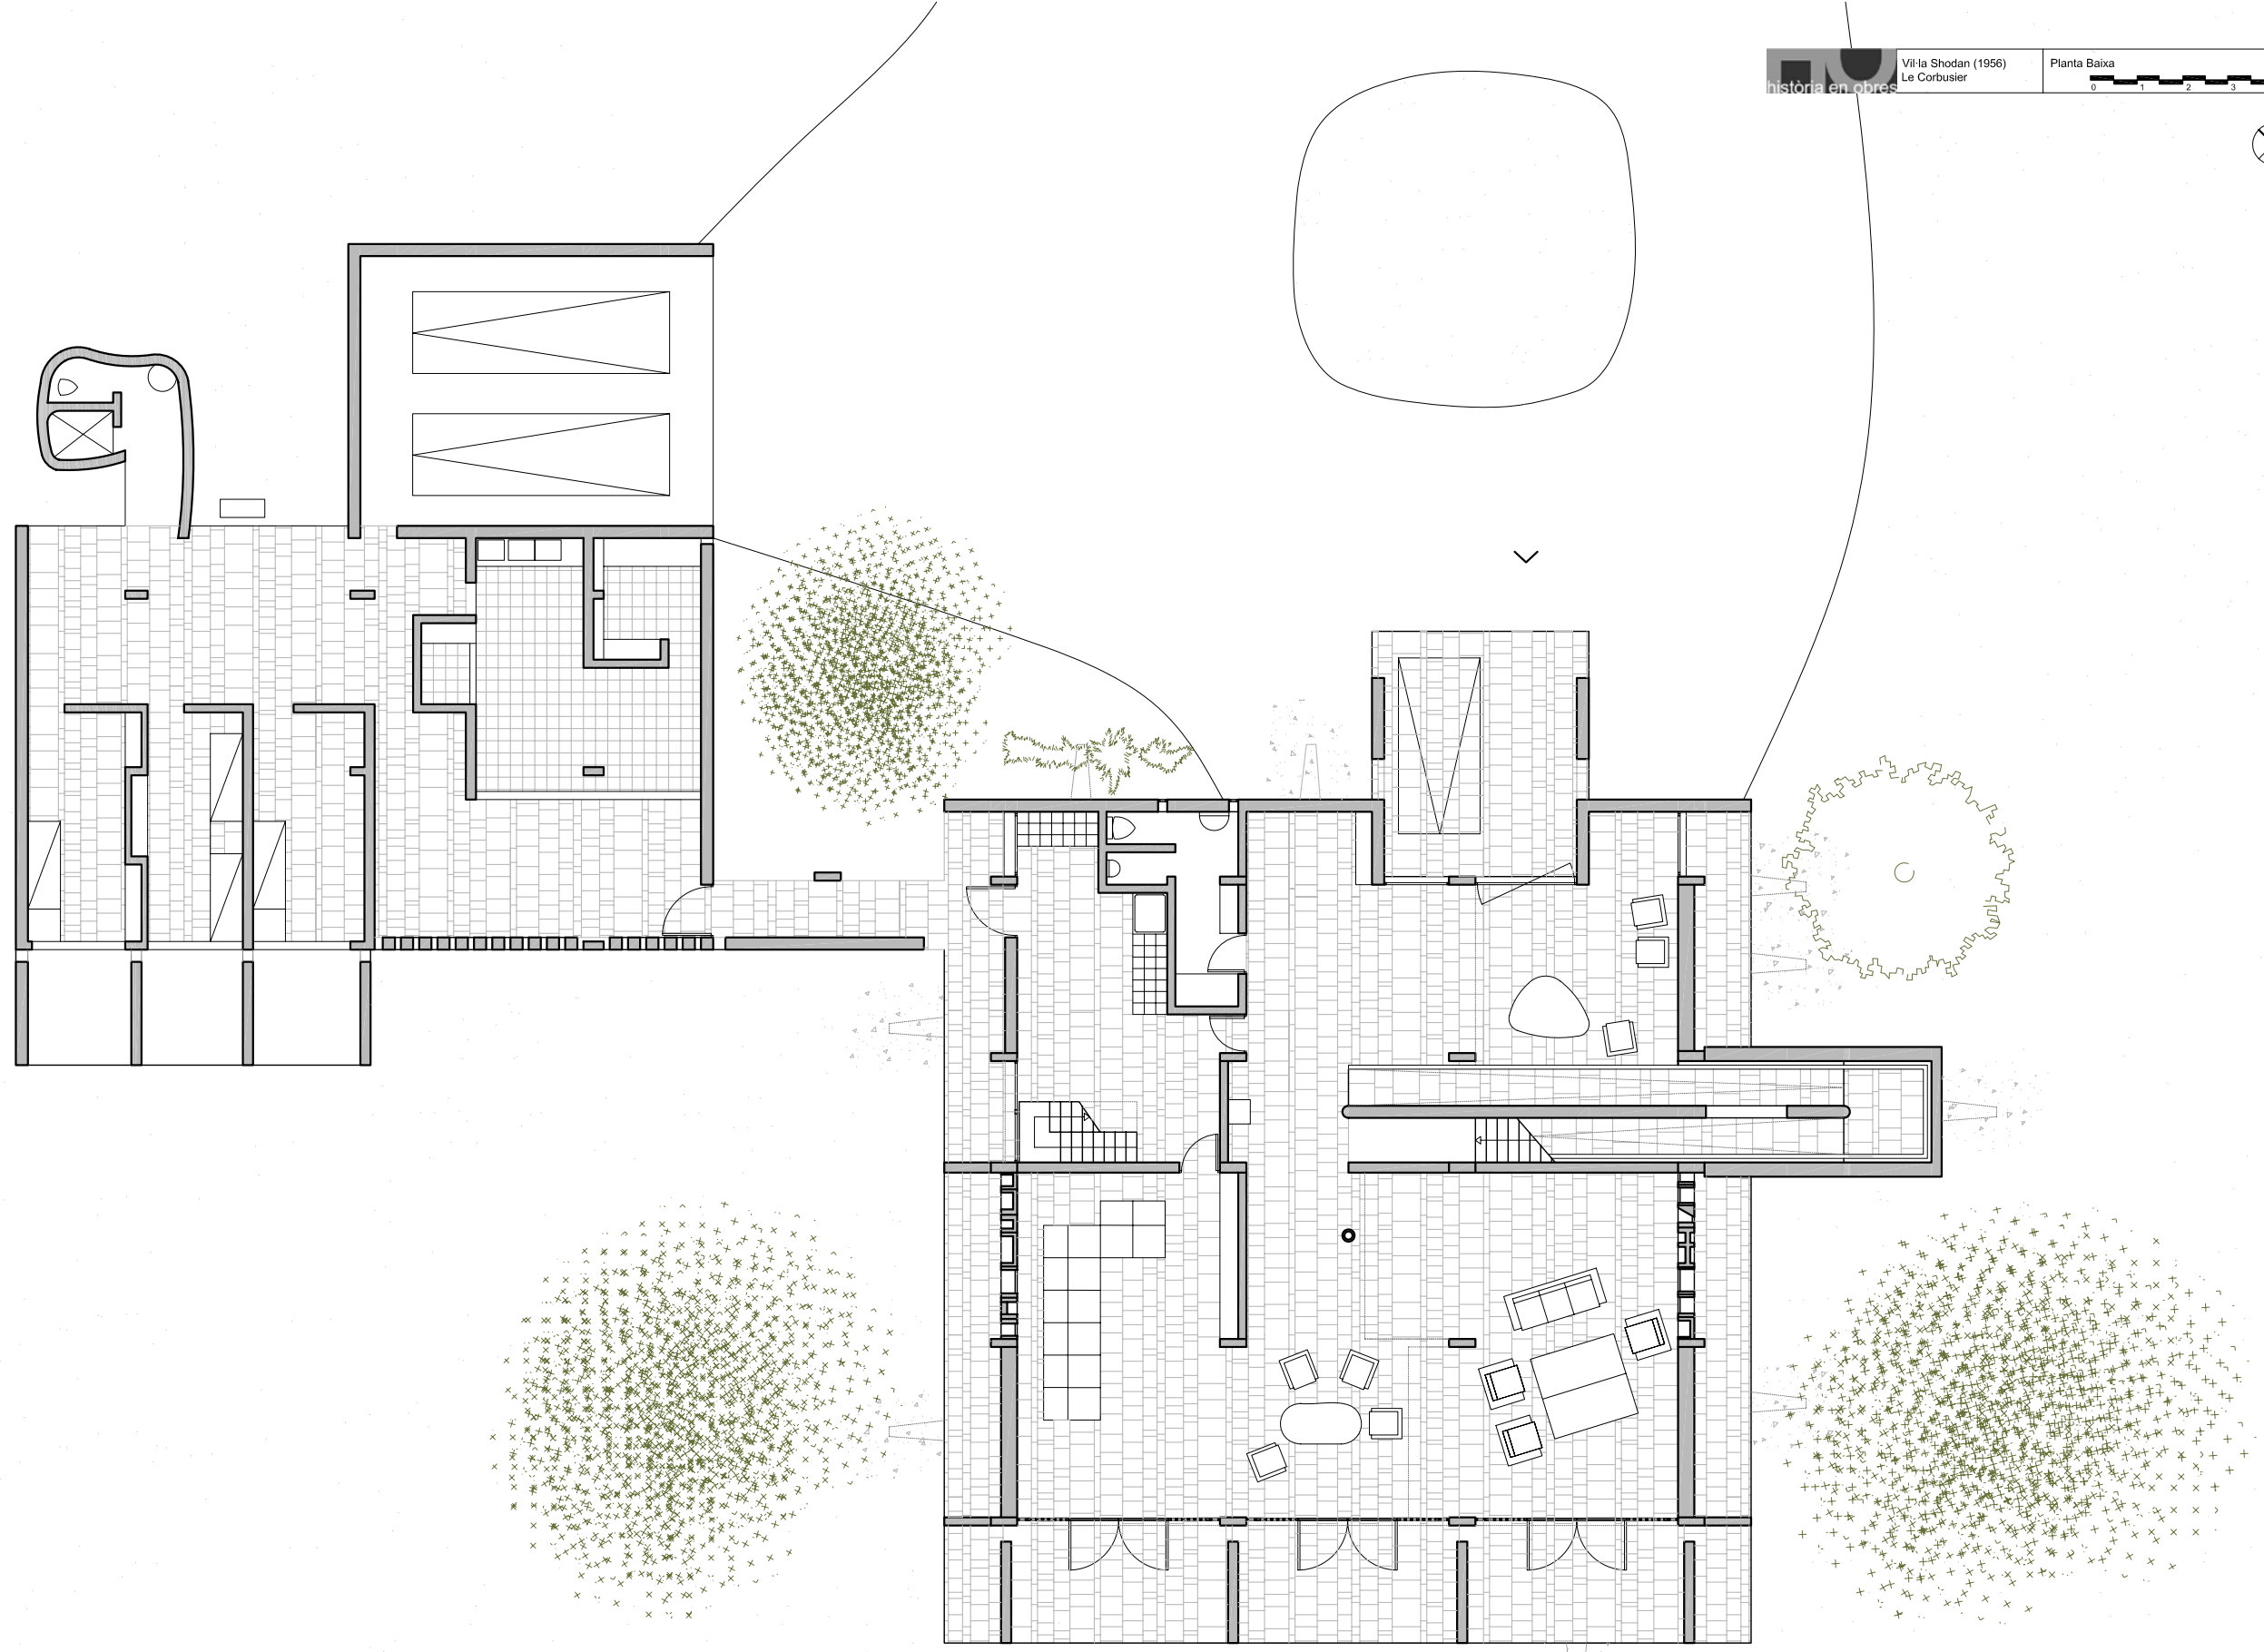 història en obres
Vil·la Shodan (1956)
Le Corbusier
Planta Baixa
0 1 2 3